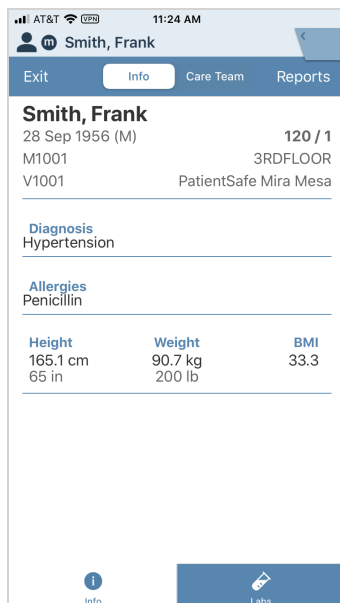 AT&T VPN 11:24 AM
m Smith, Frank
Exit Info Care Team Reports
Smith, Frank
28 Sep 1956 (M) 120 / 1
M1001 3RDFLOOR
V1001 PatientSafe Mira Mesa
Diagnosis
Hypertension
Allergies
Penicillin
Height Weight BMI
165.1 cm 90.7 kg 33.3
65 in 200 lb
Info Labs